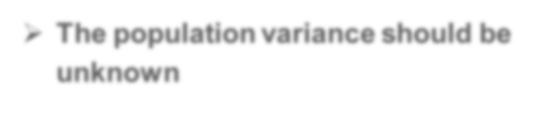 ➢ The population variance should be
unknown